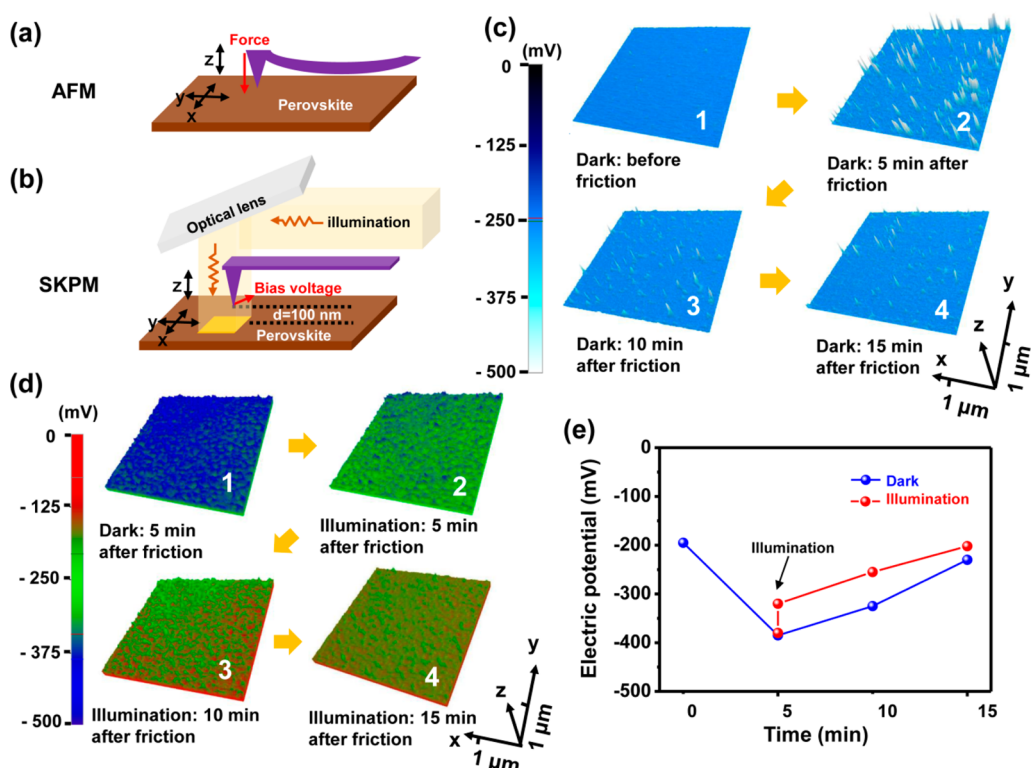 (a)
AFM
Force
z
y
x
Perovskite
(b)
SKPM
Optical lens
illumination
z
Bias voltage
d=100 nm
y
x
Perovskite
(c)
(mV)
0
- 125
- 250
- 375
- 500
1
Dark: before
friction
2
Dark: 5 min after
friction
3
Dark: 10 min
after friction
4
Dark: 15 min
after friction
y
z
x
1 µm
1 µm
(d)
(mV)
0
- 125
- 250
- 375
- 500
1
Dark: 5 min
after friction
2
Illumination: 5 min
after friction
3
Illumination: 10 min
after friction
4
Illumination: 15 min
after friction
y
z
x
1 µm
1 µm
(e)
Electric potential (mV)
0
-100
-200
-300
-400
-500
Dark
Illumination
Illumination
0
5
10
15
Time (min)